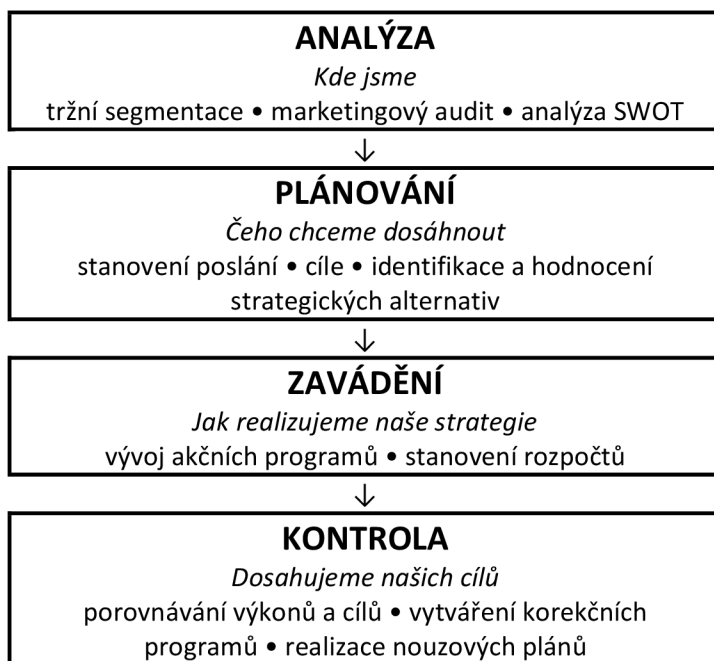 ANALÝZA
Kde jsme
tržní segmentace • marketingový audit • analýza SWOT
↓
PLÁNOVÁNÍ
Čeho chceme dosáhnout
stanovení poslání • cíle • identifikace a hodnocení
strategických alternativ
↓
ZAVÁDĚNÍ
Jak realizujeme naše strategie
vývoj akčních programů • stanovení rozpočtů
↓
KONTROLA
Dosahujeme našich cílů
porovnávání výkonů a cílů • vytváření korekčních
programů • realizace nouzových plánů